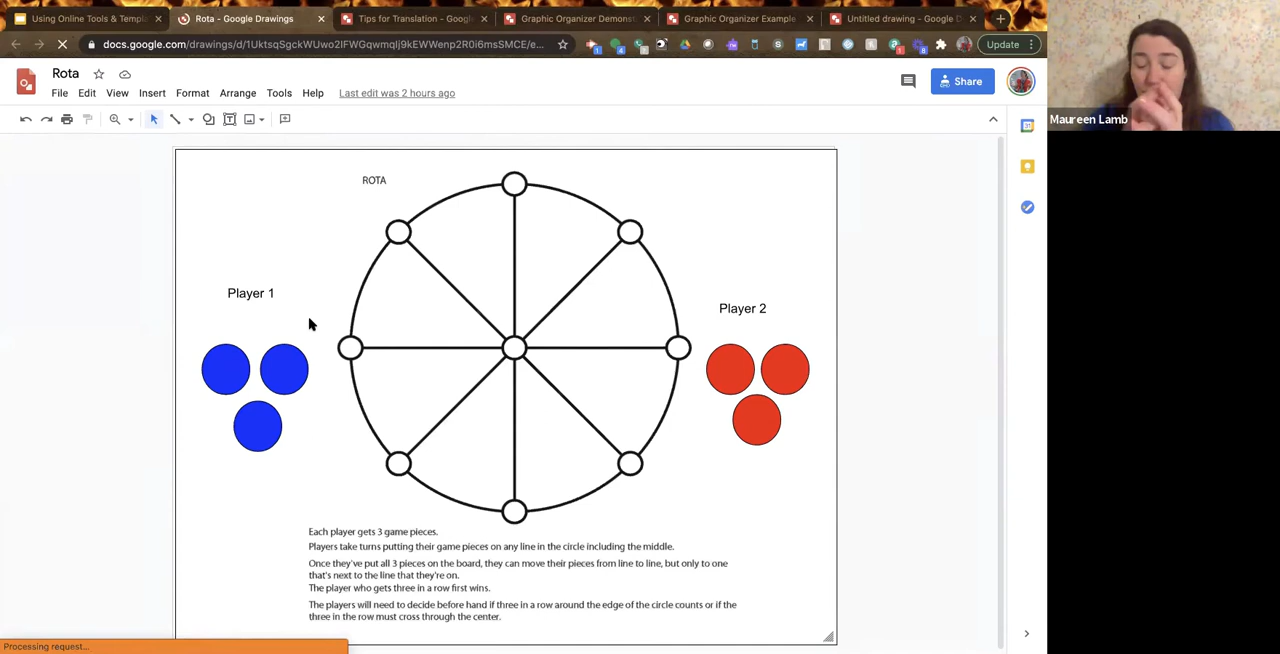 Using Online Tools & Templ
Rota - Google Drawings
Tips for Translation - Goog
Graphic Organizer Demonst
Graphic Organizer Example
Untitled drawing - Google D
docs.google.com/drawings/d/1UktsqSgckWUwo2IFWGqwmqIj9kEWWenp2R0i6msSMCE/e...
Update
Rota
File Edit View Insert Format Arrange Tools Help Last edit was 2 hours ago
Share
Maureen Lamb
ROTA
Player 1
Player 2
Each player gets 3 game pieces.
Players take turns putting their game pieces on any line in the circle including the middle.
Once they've put all 3 pieces on the board, they can move their pieces from line to line, but only to one
that's next to the line that they're on.
The player who gets three in a row first wins.
The players will need to decide before hand if three in a row around the edge of the circle counts or if the
three in the row must cross through the center.
Processing request...